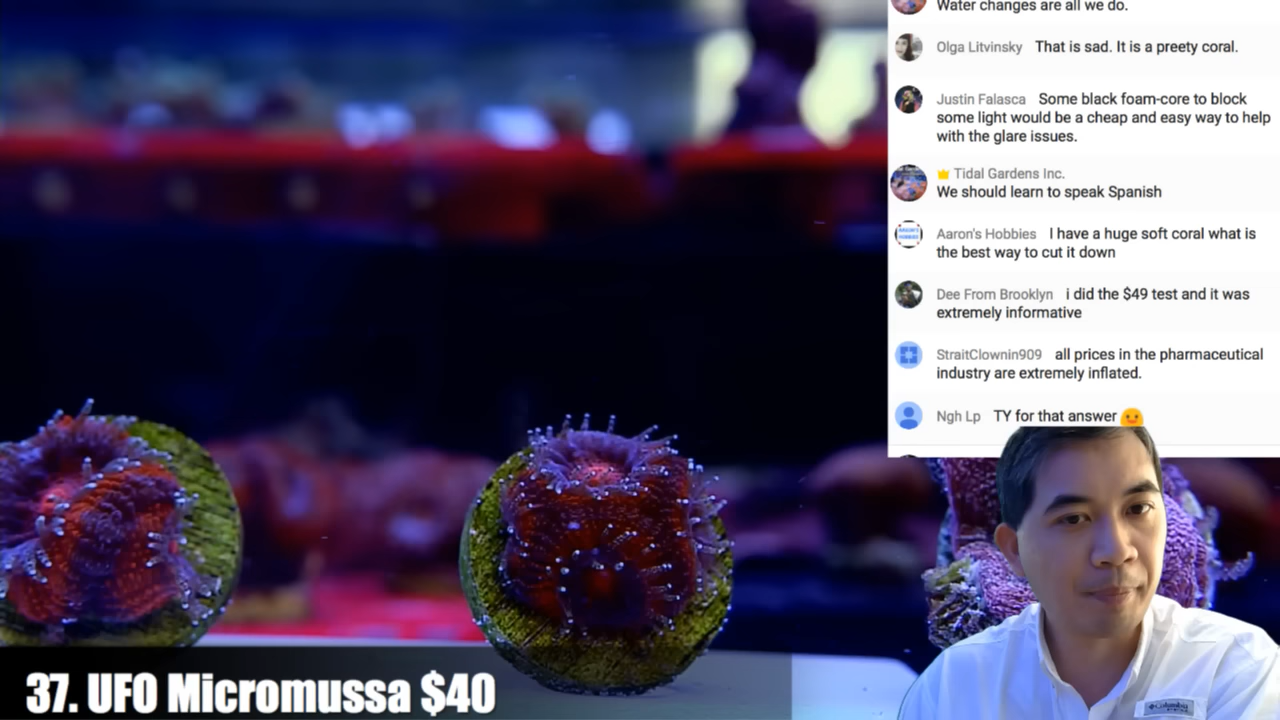 Water changes are all we do.
Olga Litvinsky That is sad. It is a preety coral.
Justin Falasca Some black foam-core to block
some light would be a cheap and easy way to help
with the glare issues.
Tidal Gardens Inc.
We should learn to speak Spanish
Aaron's Hobbies I have a huge soft coral what is
the best way to cut it down
Dee From Brooklyn i did the $49 test and it was
extremely informative
StraitClownin909 all prices in the pharmaceutical
industry are extremely inflated.
Ngh Lp TY for that answer
37. UFO Micromussa $40
Columbia